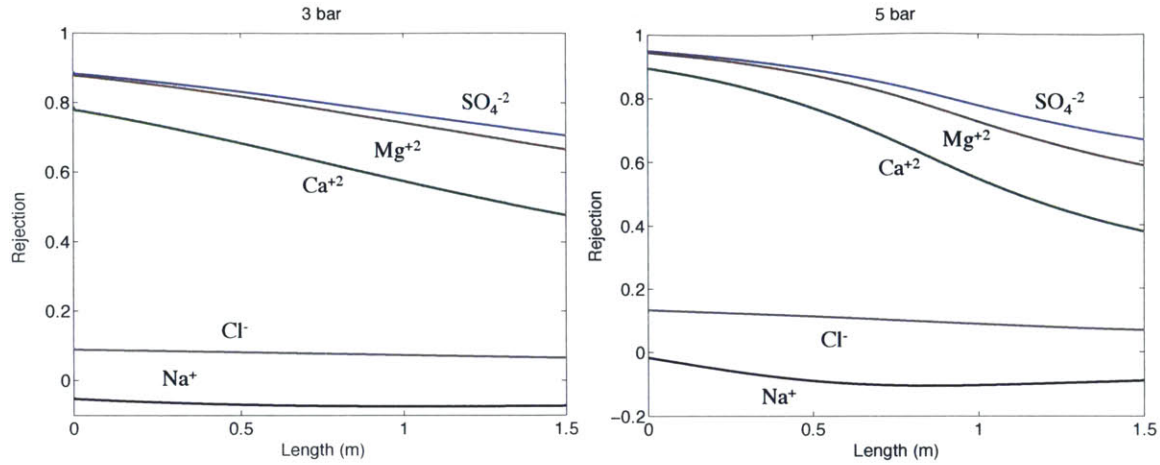 3 bar
1
0.8
0.6
0.4
0.2
0
0
0.5
1
1.5
Rejection
Length (m)
SO₄⁻²
Mg⁺²
Ca⁺²
Cl⁻
Na⁺
5 bar
1
0.8
0.6
0.4
0.2
0
−0.2
0
0.5
1
1.5
Rejection
Length (m)
SO₄⁻²
Mg⁺²
Ca⁺²
Cl⁻
Na⁺